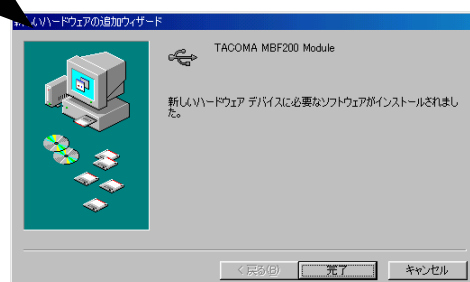 新しいハードウェアの追加ウィザード
TACOMA MBF200 Module
新しいハードウェア デバイスに必要なソフトウェアがインストールされまし
た。
< 戻る(B)
完了
キャンセル